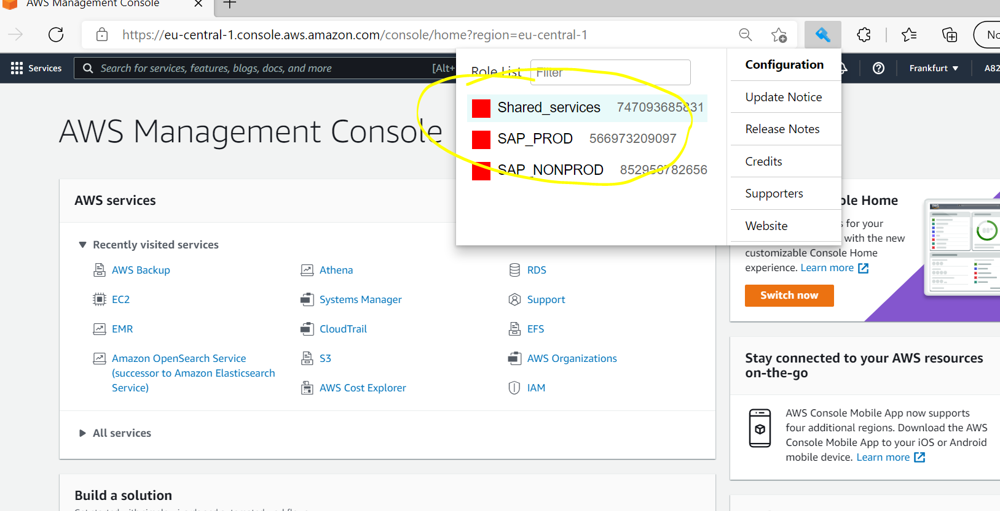 AWS Management Console
https://eu-central-1.console.aws.amazon.com/console/home?region=eu-central-1
Services
Search for services, features, blogs, docs, and more
[Alt+
Frankfurt
A82
Role List
Filter
Shared_services 747093685831
SAP_PROD 566973209097
SAP_NONPROD 852956782656
Configuration
Update Notice
Release Notes
Credits
Supporters
Website
AWS Management Console
AWS services
Recently visited services
AWS Backup
Athena
RDS
EC2
Systems Manager
Support
EMR
CloudTrail
EFS
Amazon OpenSearch Service
(successor to Amazon Elasticsearch
Service)
S3
AWS Organizations
AWS Cost Explorer
IAM
All services
Build a solution
Home
for your
with the new
customizable Console Home
experience. Learn more
Switch now
Stay connected to your AWS resources
on-the-go
AWS Console Mobile App now supports
four additional regions. Download the AWS
Console Mobile App to your iOS or Android
mobile device. Learn more